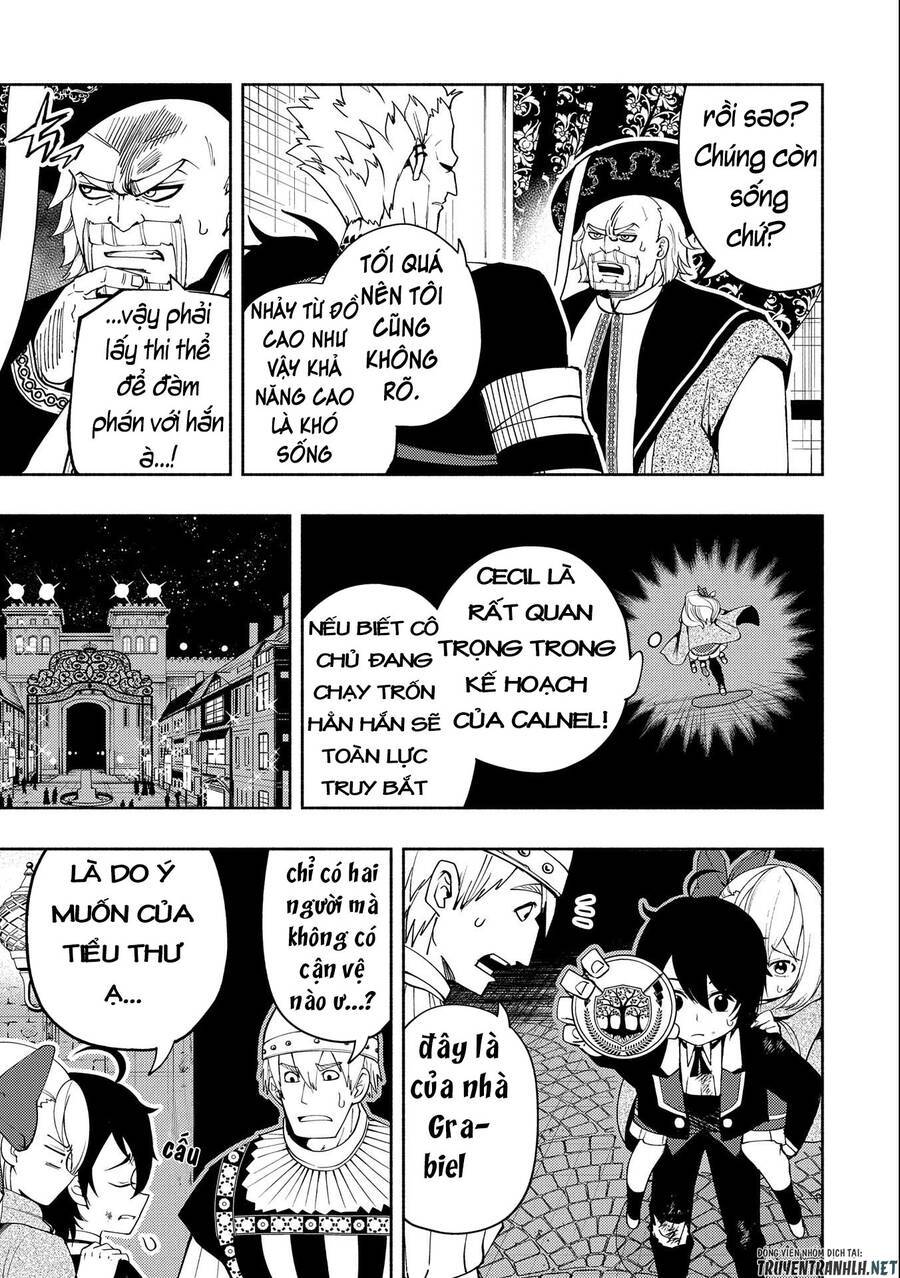 rồi sao?
Chúng còn
sống
chứ?
TỐI QUÁ
NÊN TÔI
CŨNG
KHÔNG
RÕ.
NHẢY TỪ ĐỒ
CAO NHƯ
VẬY KHẢ
NĂNG CAO
LÀ KHÓ
SỐNG
...vậy phải
lấy thi thể
để đàm
phán với hắn
à...!
CECIL LÀ
RẤT QUAN
TRỌNG TRONG
KẾ HOẠCH
CỦA CALNEL!
NẾU BIẾT CÔ
CHỦ ĐANG
CHẠY TRỐN
HẲN HẮN SẼ
TOÀN LỰC
TRUY BẮT
đây là
của nhà
Gra-
biel
chỉ có hai
người mà
không có
cận vệ
nào ư...?
LÀ DO Ý
MUỐN CỦA
TIỂU THƯ
Ạ...
cấu
ĐỘNG VIÊN NHÓM DỊCH TẠI:
TRUYENTRANHLH.NET